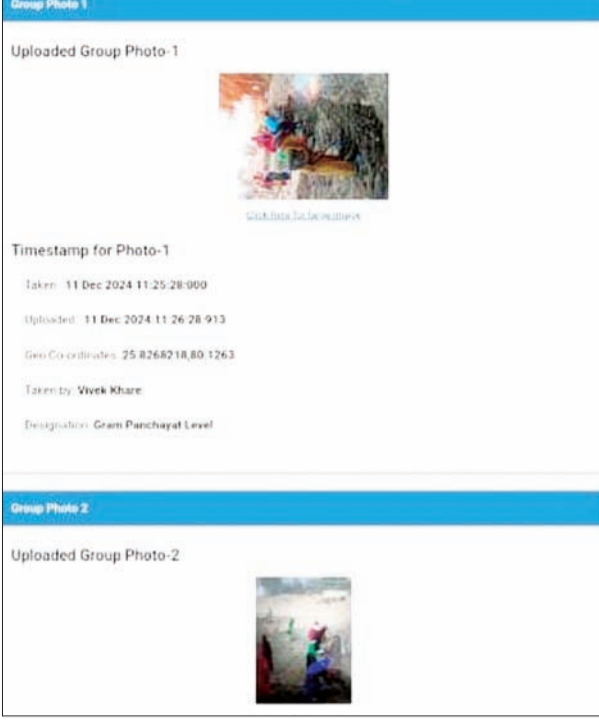 Group Photo 1
Uploaded Group Photo-1
Click here for large image
Timestamp for Photo-1
Taken: 11 Dec 2024 11:25:28:000
Uploaded: 11 Dec 2024 11:26:28:913
Geo Co-ordinates: 25.8268218,80.1263
Taken by: Vivek Khare
Designation: Gram Panchayat Level
Group Photo 2
Uploaded Group Photo-2